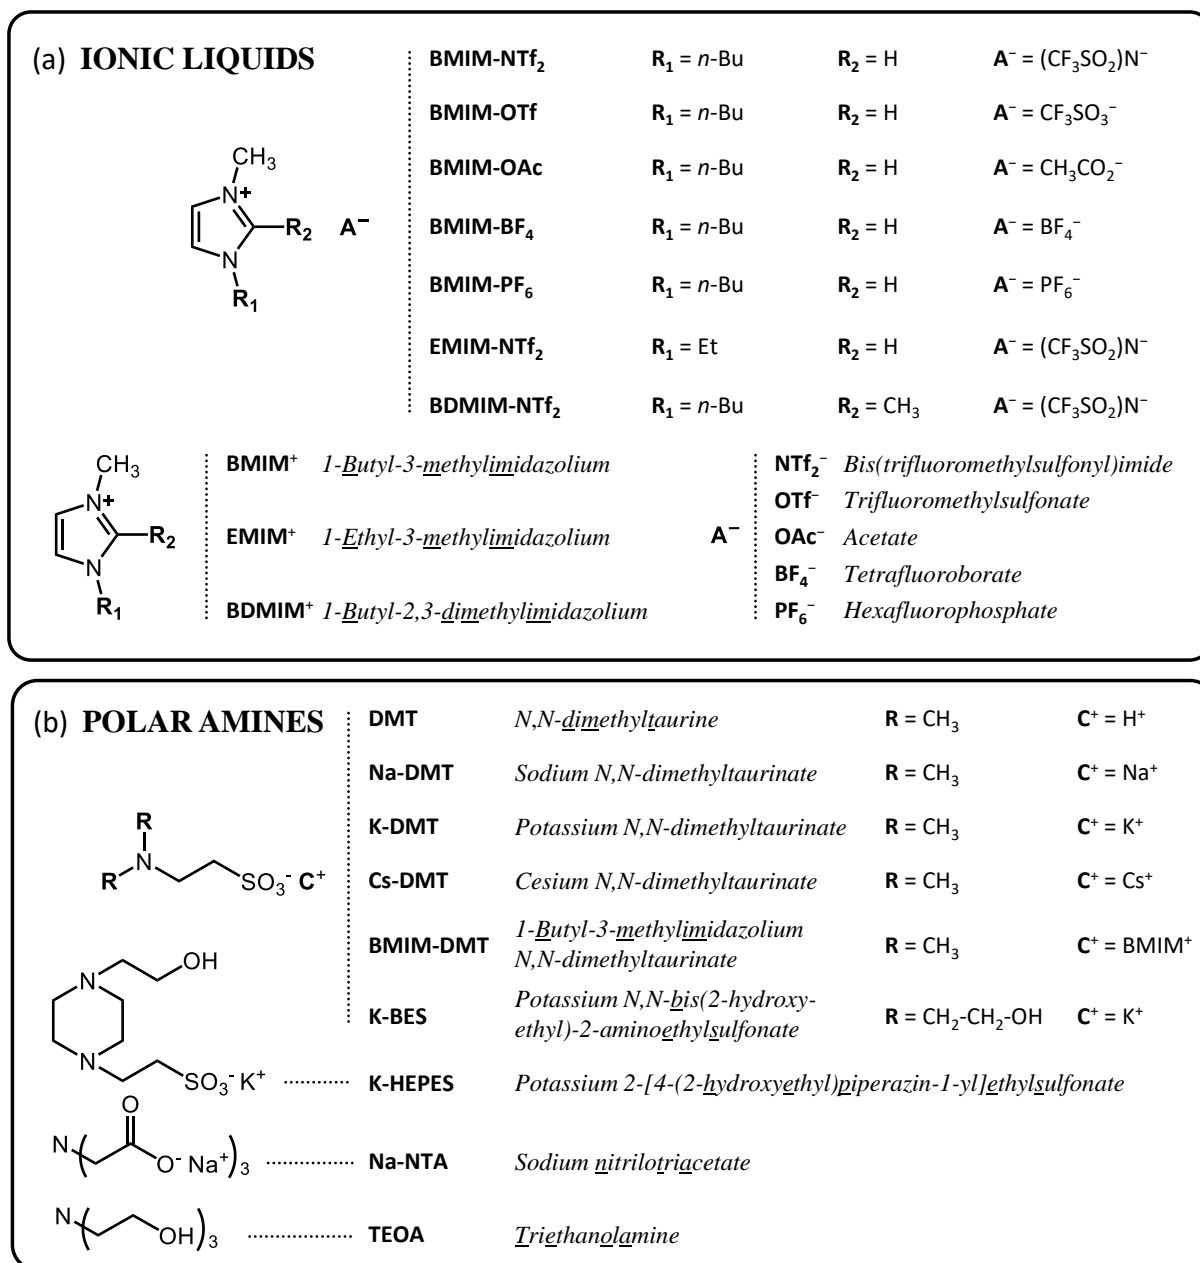 (a) IONIC LIQUIDS
BMIM-NTf₂ R₁ = n-Bu R₂ = H A⁻ = (CF₃SO₂)N⁻
BMIM-OTf R₁ = n-Bu R₂ = H A⁻ = CF₃SO₃⁻
BMIM-OAc R₁ = n-Bu R₂ = H A⁻ = CH₃CO₂⁻
BMIM-BF₄ R₁ = n-Bu R₂ = H A⁻ = BF₄⁻
BMIM-PF₆ R₁ = n-Bu R₂ = H A⁻ = PF₆⁻
EMIM-NTf₂ R₁ = Et R₂ = H A⁻ = (CF₃SO₂)N⁻
BDMIM-NTf₂ R₁ = n-Bu R₂ = CH₃ A⁻ = (CF₃SO₂)N⁻
CH₃
N+
R₂ A⁻
N
R₁
CH₃
N+
R₂
N
R₁
BMIM⁺ 1-Butyl-3-methylimidazolium
EMIM⁺ 1-Ethyl-3-methylimidazolium
BDMIM⁺ 1-Butyl-2,3-dimethylimidazolium
A⁻
NTf₂⁻ Bis(trifluoromethylsulfonyl)imide
OTf⁻ Trifluoromethylsulfonate
OAc⁻ Acetate
BF₄⁻ Tetrafluoroborate
PF₆⁻ Hexafluorophosphate
(b) POLAR AMINES
DMT N,N-dimethyltaurine R = CH₃ C⁺ = H⁺
Na-DMT Sodium N,N-dimethyltaurinate R = CH₃ C⁺ = Na⁺
K-DMT Potassium N,N-dimethyltaurinate R = CH₃ C⁺ = K⁺
Cs-DMT Cesium N,N-dimethyltaurinate R = CH₃ C⁺ = Cs⁺
BMIM-DMT 1-Butyl-3-methylimidazolium
N,N-dimethyltaurinate R = CH₃ C⁺ = BMIM⁺
K-BES Potassium N,N-bis(2-hydroxy-
ethyl)-2-aminoethylsulfonate R = CH₂-CH₂-OH C⁺ = K⁺
R
R N
SO₃⁻ C⁺
OH
N
N
SO₃⁻ K⁺
K-HEPES Potassium 2-[4-(2-hydroxyethyl)piperazin-1-yl]ethylsulfonate
O
N ( O⁻ Na⁺ )₃
Na-NTA Sodium nitrilotriacetate
N ( OH )₃
TEOA Triethanolamine